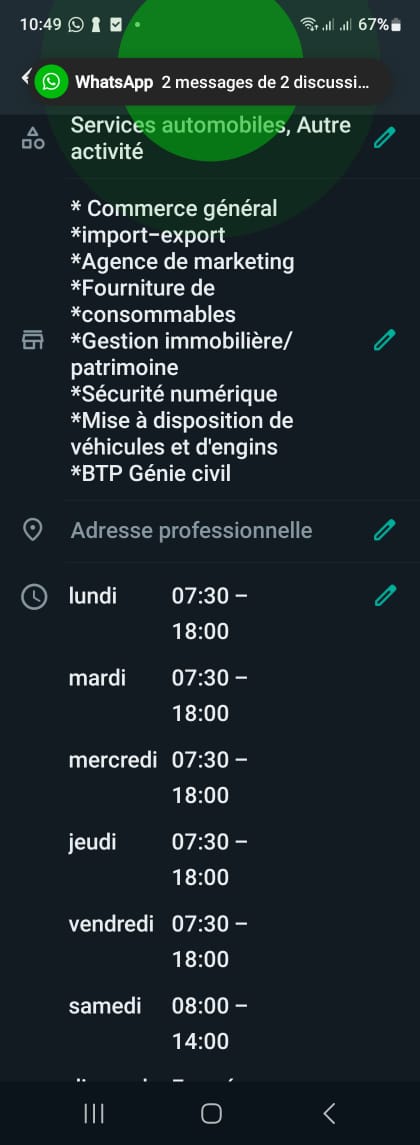 10:49 67%
WhatsApp 2 messages de 2 discussi...
Services automobiles, Autre
activité
* Commerce général
*import-export
*Agence de marketing
*Fourniture de
*consommables
*Gestion immobilière/
patrimoine
*Sécurité numérique
*Mise à disposition de
véhicules et d'engins
*BTP Génie civil
Adresse professionnelle
lundi 07:30 –
18:00
mardi 07:30 –
18:00
mercredi 07:30 –
18:00
jeudi 07:30 –
18:00
vendredi 07:30 –
18:00
samedi 08:00 –
14:00